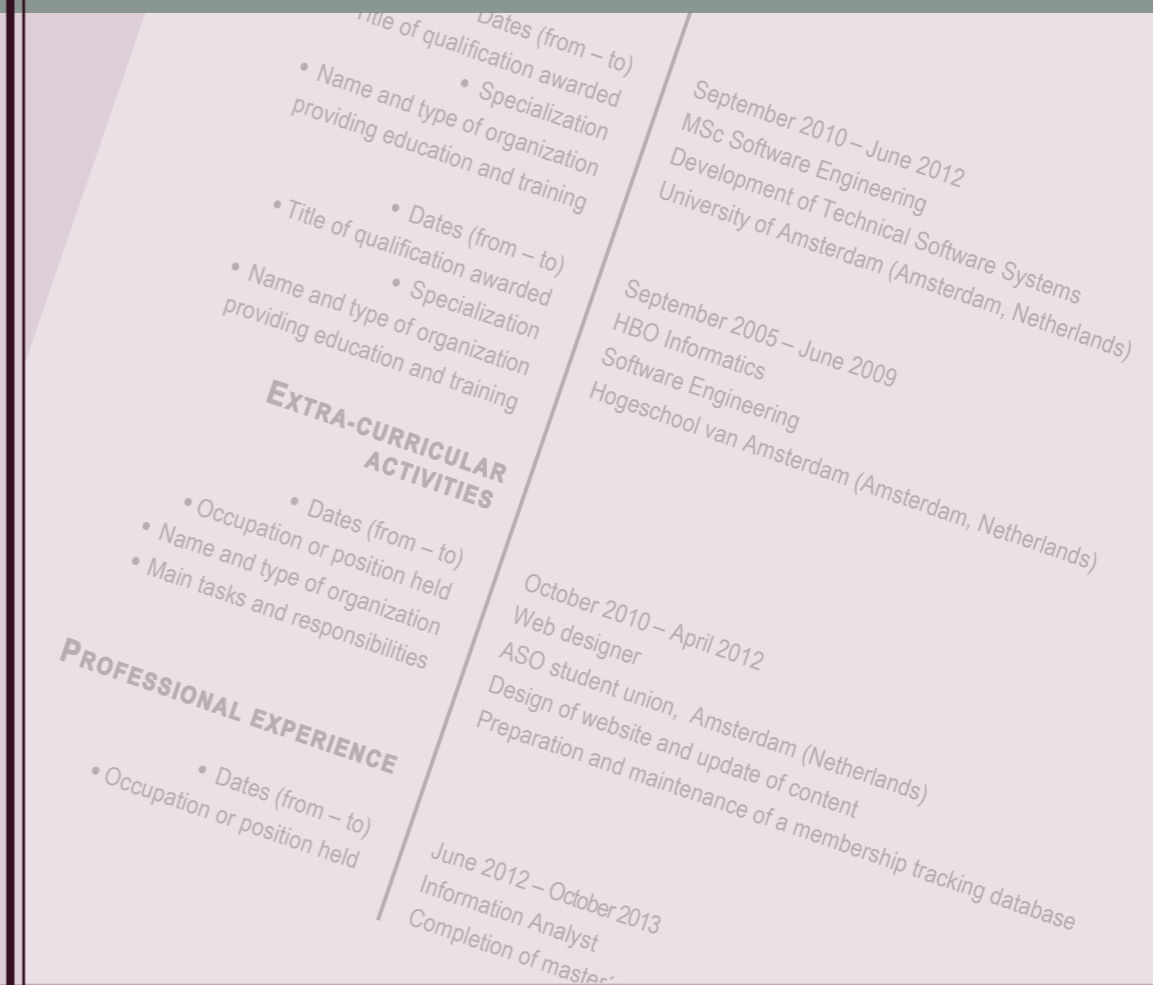 • Dates (from – to)
Title of qualification awarded
• Specialization
• Name and type of organization
providing education and training
September 2010 – June 2012
MSc Software Engineering
Development of Technical Software Systems
University of Amsterdam (Amsterdam, Netherlands)
• Dates (from – to)
• Title of qualification awarded
• Specialization
• Name and type of organization
providing education and training
September 2005 – June 2009
HBO Informatics
Software Engineering
Hogeschool van Amsterdam (Amsterdam, Netherlands)
EXTRA-CURRICULAR
ACTIVITIES
• Dates (from – to)
• Occupation or position held
• Name and type of organization
• Main tasks and responsibilities
October 2010 – April 2012
Web designer
ASO student union, Amsterdam (Netherlands)
Design of website and update of content
Preparation and maintenance of a membership tracking database
PROFESSIONAL EXPERIENCE
• Dates (from – to)
• Occupation or position held
June 2012 – October 2013
Information Analyst
Completion of master´